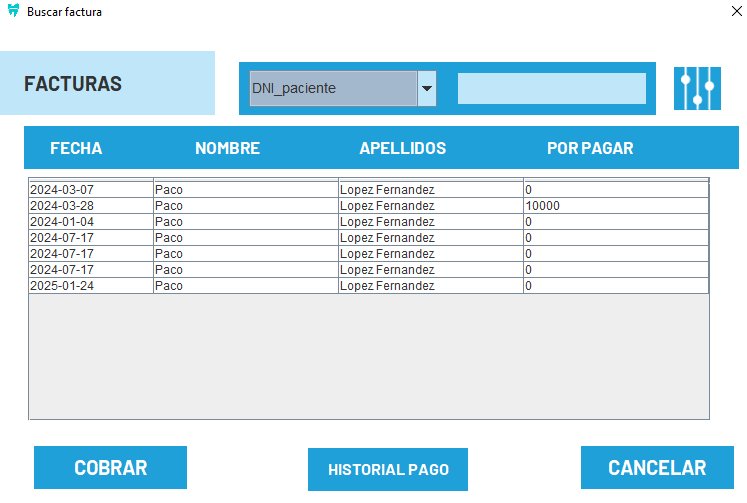 Buscar factura
FACTURAS
DNI_paciente
FECHA NOMBRE APELLIDOS POR PAGAR
2024-03-07 Paco Lopez Fernandez 0
2024-03-28 Paco Lopez Fernandez 10000
2024-01-04 Paco Lopez Fernandez 0
2024-07-17 Paco Lopez Fernandez 0
2024-07-17 Paco Lopez Fernandez 0
2024-07-17 Paco Lopez Fernandez 0
2025-01-24 Paco Lopez Fernandez 0
COBRAR HISTORIAL PAGO CANCELAR